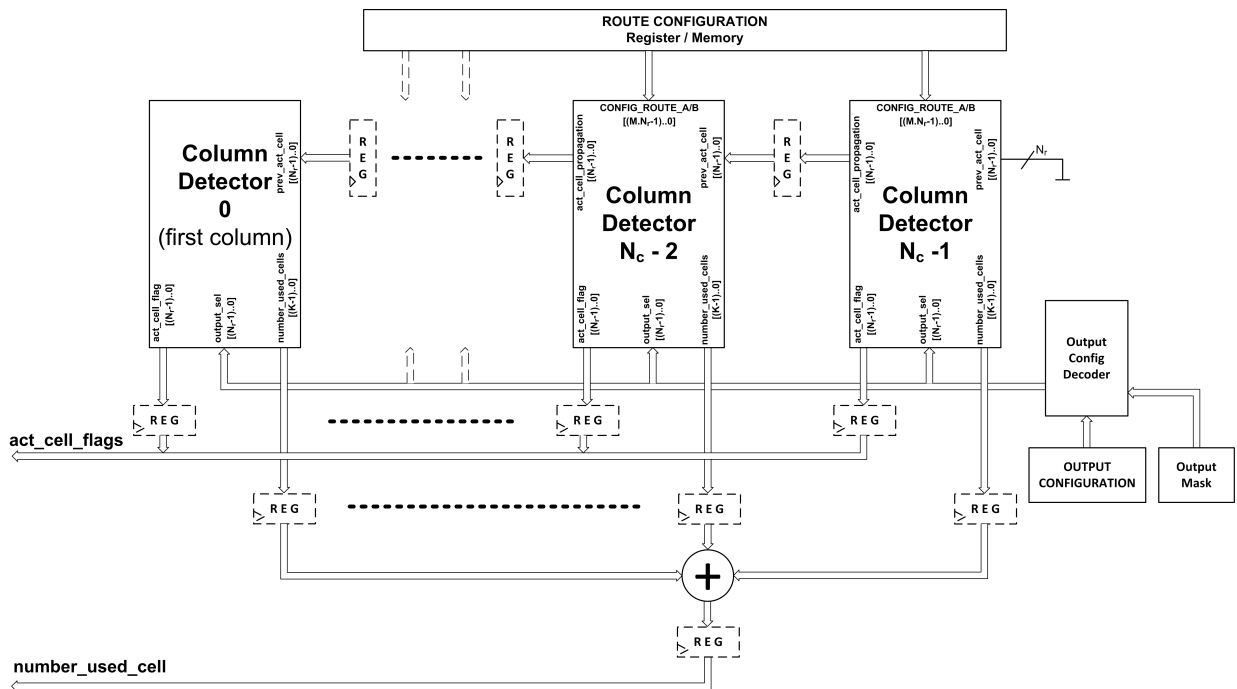 ROUTE CONFIGURATION
Register / Memory
Column
Detector
0
(first column)
prev_act_cell
[(Nr-1)..0]
act_cell_flag
[(Nr-1)..0]
output_sel
[(Nr-1)..0]
number_used_cells
[(K-1)..0]
REG
REG
CONFIG_ROUTE_A/B
[(M.Nr-1)..0]
act_cell_propagation
[(Nr-1)..0]
prev_act_cell
[(Nr-1)..0]
Column
Detector
Nc - 2
act_cell_flag
[(Nr-1)..0]
output_sel
[(Nr-1)..0]
number_used_cells
[(K-1)..0]
REG
CONFIG_ROUTE_A/B
[(M.Nr-1)..0]
act_cell_propagation
[(Nr-1)..0]
prev_act_cell
[(Nr-1)..0]
Column
Detector
Nc -1
act_cell_flag
[(Nr-1)..0]
output_sel
[(Nr-1)..0]
number_used_cells
[(K-1)..0]
Nr
Output
Config
Decoder
REG
REG
REG
act_cell_flags
OUTPUT
CONFIGURATION
Output
Mask
REG
REG
REG
+
REG
number_used_cell